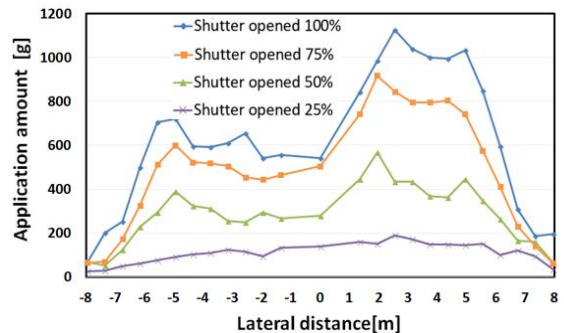 1200
1000
800
600
400
200
0
Application amount [g]
Shutter opened 100%
Shutter opened 75%
Shutter opened 50%
Shutter opened 25%
-8 -7 -6 -5 -4 -3 -2 -1 0 1 2 3 4 5 6 7 8
Lateral distance[m]